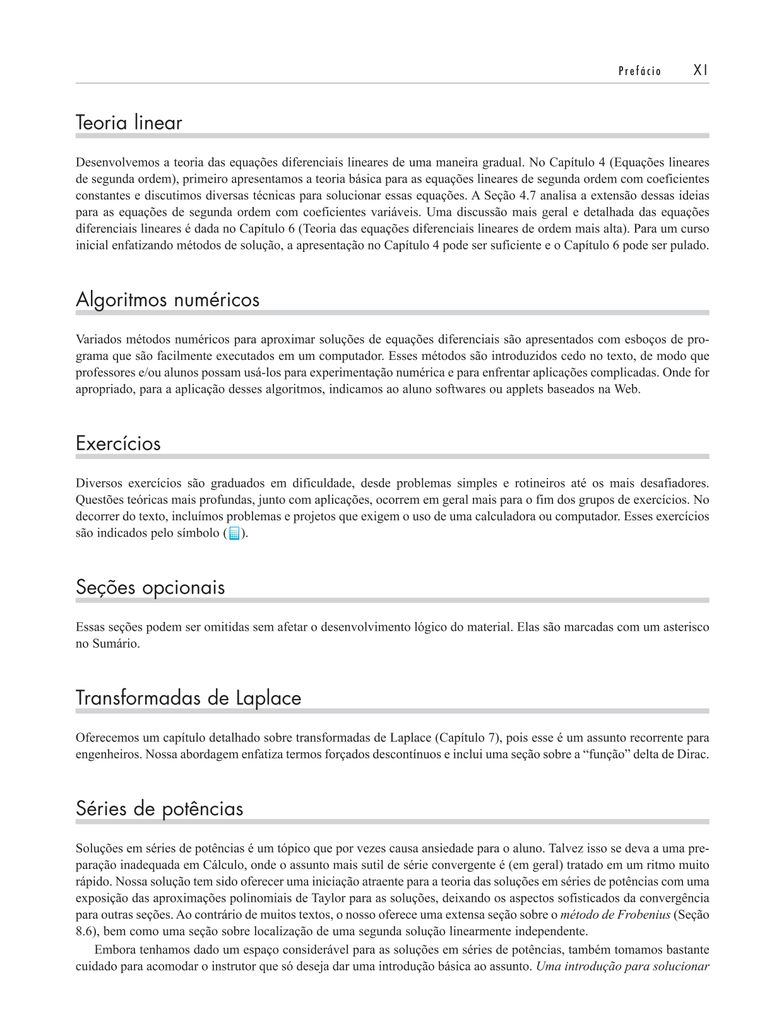 Prefácio XI
Teoria linear
Desenvolvemos a teoria das equações diferenciais lineares de uma maneira gradual. No Capítulo 4 (Equações lineares
de segunda ordem), primeiro apresentamos a teoria básica para as equações lineares de segunda ordem com coeficientes
constantes e discutimos diversas técnicas para solucionar essas equações. A Seção 4.7 analisa a extensão dessas ideias
para as equações de segunda ordem com coeficientes variáveis. Uma discussão mais geral e detalhada das equações
diferenciais lineares é dada no Capítulo 6 (Teoria das equações diferenciais lineares de ordem mais alta). Para um curso
inicial enfatizando métodos de solução, a apresentação no Capítulo 4 pode ser suficiente e o Capítulo 6 pode ser pulado.
Algoritmos numéricos
Variados métodos numéricos para aproximar soluções de equações diferenciais são apresentados com esboços de pro-
grama que são facilmente executados em um computador. Esses métodos são introduzidos cedo no texto, de modo que
professores e/ou alunos possam usá-los para experimentação numérica e para enfrentar aplicações complicadas. Onde for
apropriado, para a aplicação desses algoritmos, indicamos ao aluno softwares ou applets baseados na Web.
Exercícios
Diversos exercícios são graduados em dificuldade, desde problemas simples e rotineiros até os mais desafiadores.
Questões teóricas mais profundas, junto com aplicações, ocorrem em geral mais para o fim dos grupos de exercícios. No
decorrer do texto, incluímos problemas e projetos que exigem o uso de uma calculadora ou computador. Esses exercícios
são indicados pelo símbolo ( ).
Seções opcionais
Essas seções podem ser omitidas sem afetar o desenvolvimento lógico do material. Elas são marcadas com um asterisco
no Sumário.
Transformadas de Laplace
Oferecemos um capítulo detalhado sobre transformadas de Laplace (Capítulo 7), pois esse é um assunto recorrente para
engenheiros. Nossa abordagem enfatiza termos forçados descontínuos e inclui uma seção sobre a “função” delta de Dirac.
Séries de potências
Soluções em séries de potências é um tópico que por vezes causa ansiedade para o aluno. Talvez isso se deva a uma pre-
paração inadequada em Cálculo, onde o assunto mais sutil de série convergente é (em geral) tratado em um ritmo muito
rápido. Nossa solução tem sido oferecer uma iniciação atraente para a teoria das soluções em séries de potências com uma
exposição das aproximações polinomiais de Taylor para as soluções, deixando os aspectos sofisticados da convergência
para outras seções. Ao contrário de muitos textos, o nosso oferece uma extensa seção sobre o método de Frobenius (Seção
8.6), bem como uma seção sobre localização de uma segunda solução linearmente independente.
Embora tenhamos dado um espaço considerável para as soluções em séries de potências, também tomamos bastante
cuidado para acomodar o instrutor que só deseja dar uma introdução básica ao assunto. Uma introdução para solucionar